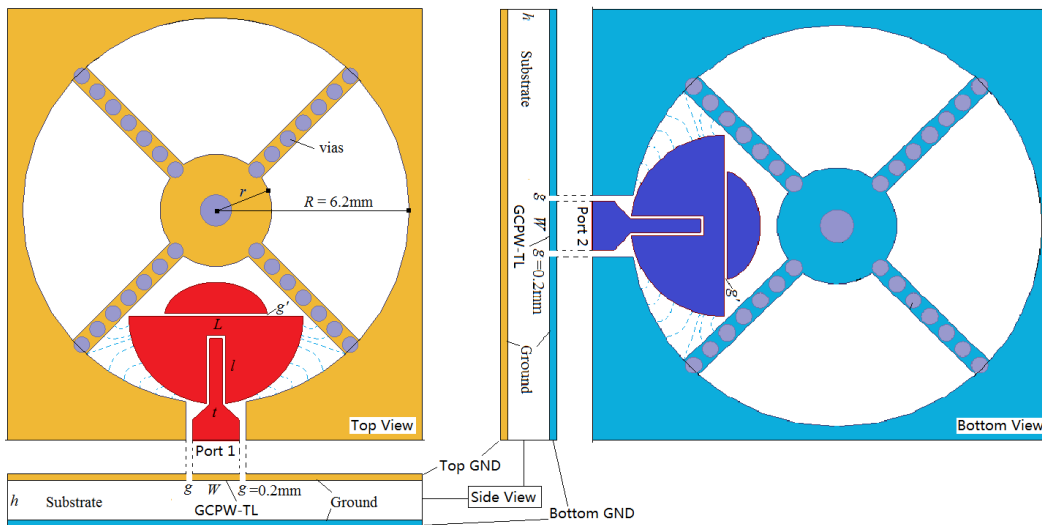 vias
r
R = 6.2mm
g'
L
l
t
Top View
Port 1
g W g=0.2mm
h Substrate Ground
GCPW-TL
Top GND
Side View
Bottom GND
h
Substrate
g W g=0.2mm
GCPW-TL
Ground
Port 2
g'
Bottom View